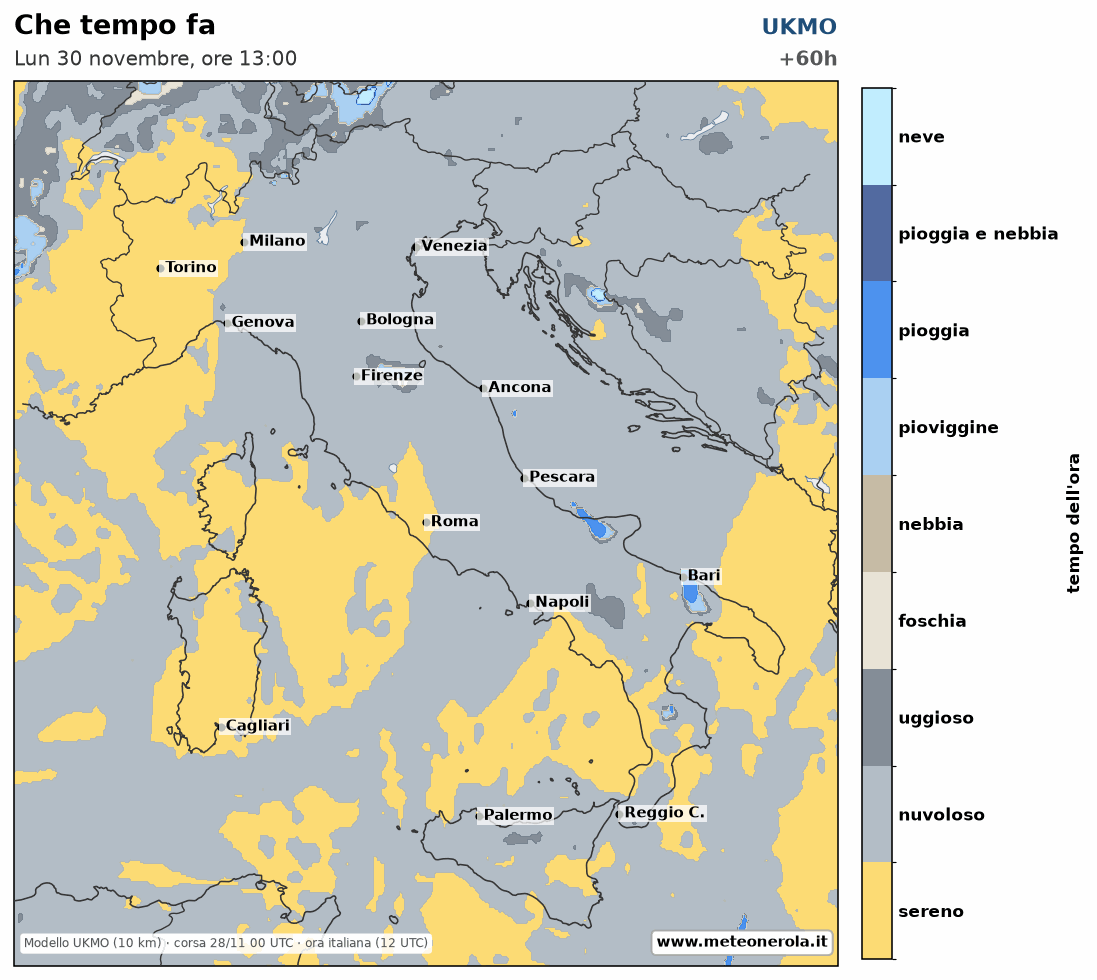 Che tempo fa
UKMO
Lun 30 novembre, ore 13:00
+60h
neve
pioggia e nebbia
pioggia
pioviggine
nebbia
foschia
uggioso
nuvoloso
sereno
tempo dell'ora
Milano
Venezia
Torino
Genova
Bologna
Firenze
Ancona
Pescara
Roma
Bari
Napoli
Cagliari
Palermo
Reggio C.
Modello UKMO (10 km) · corsa 28/11 00 UTC · ora italiana (12 UTC)
www.meteonerola.it